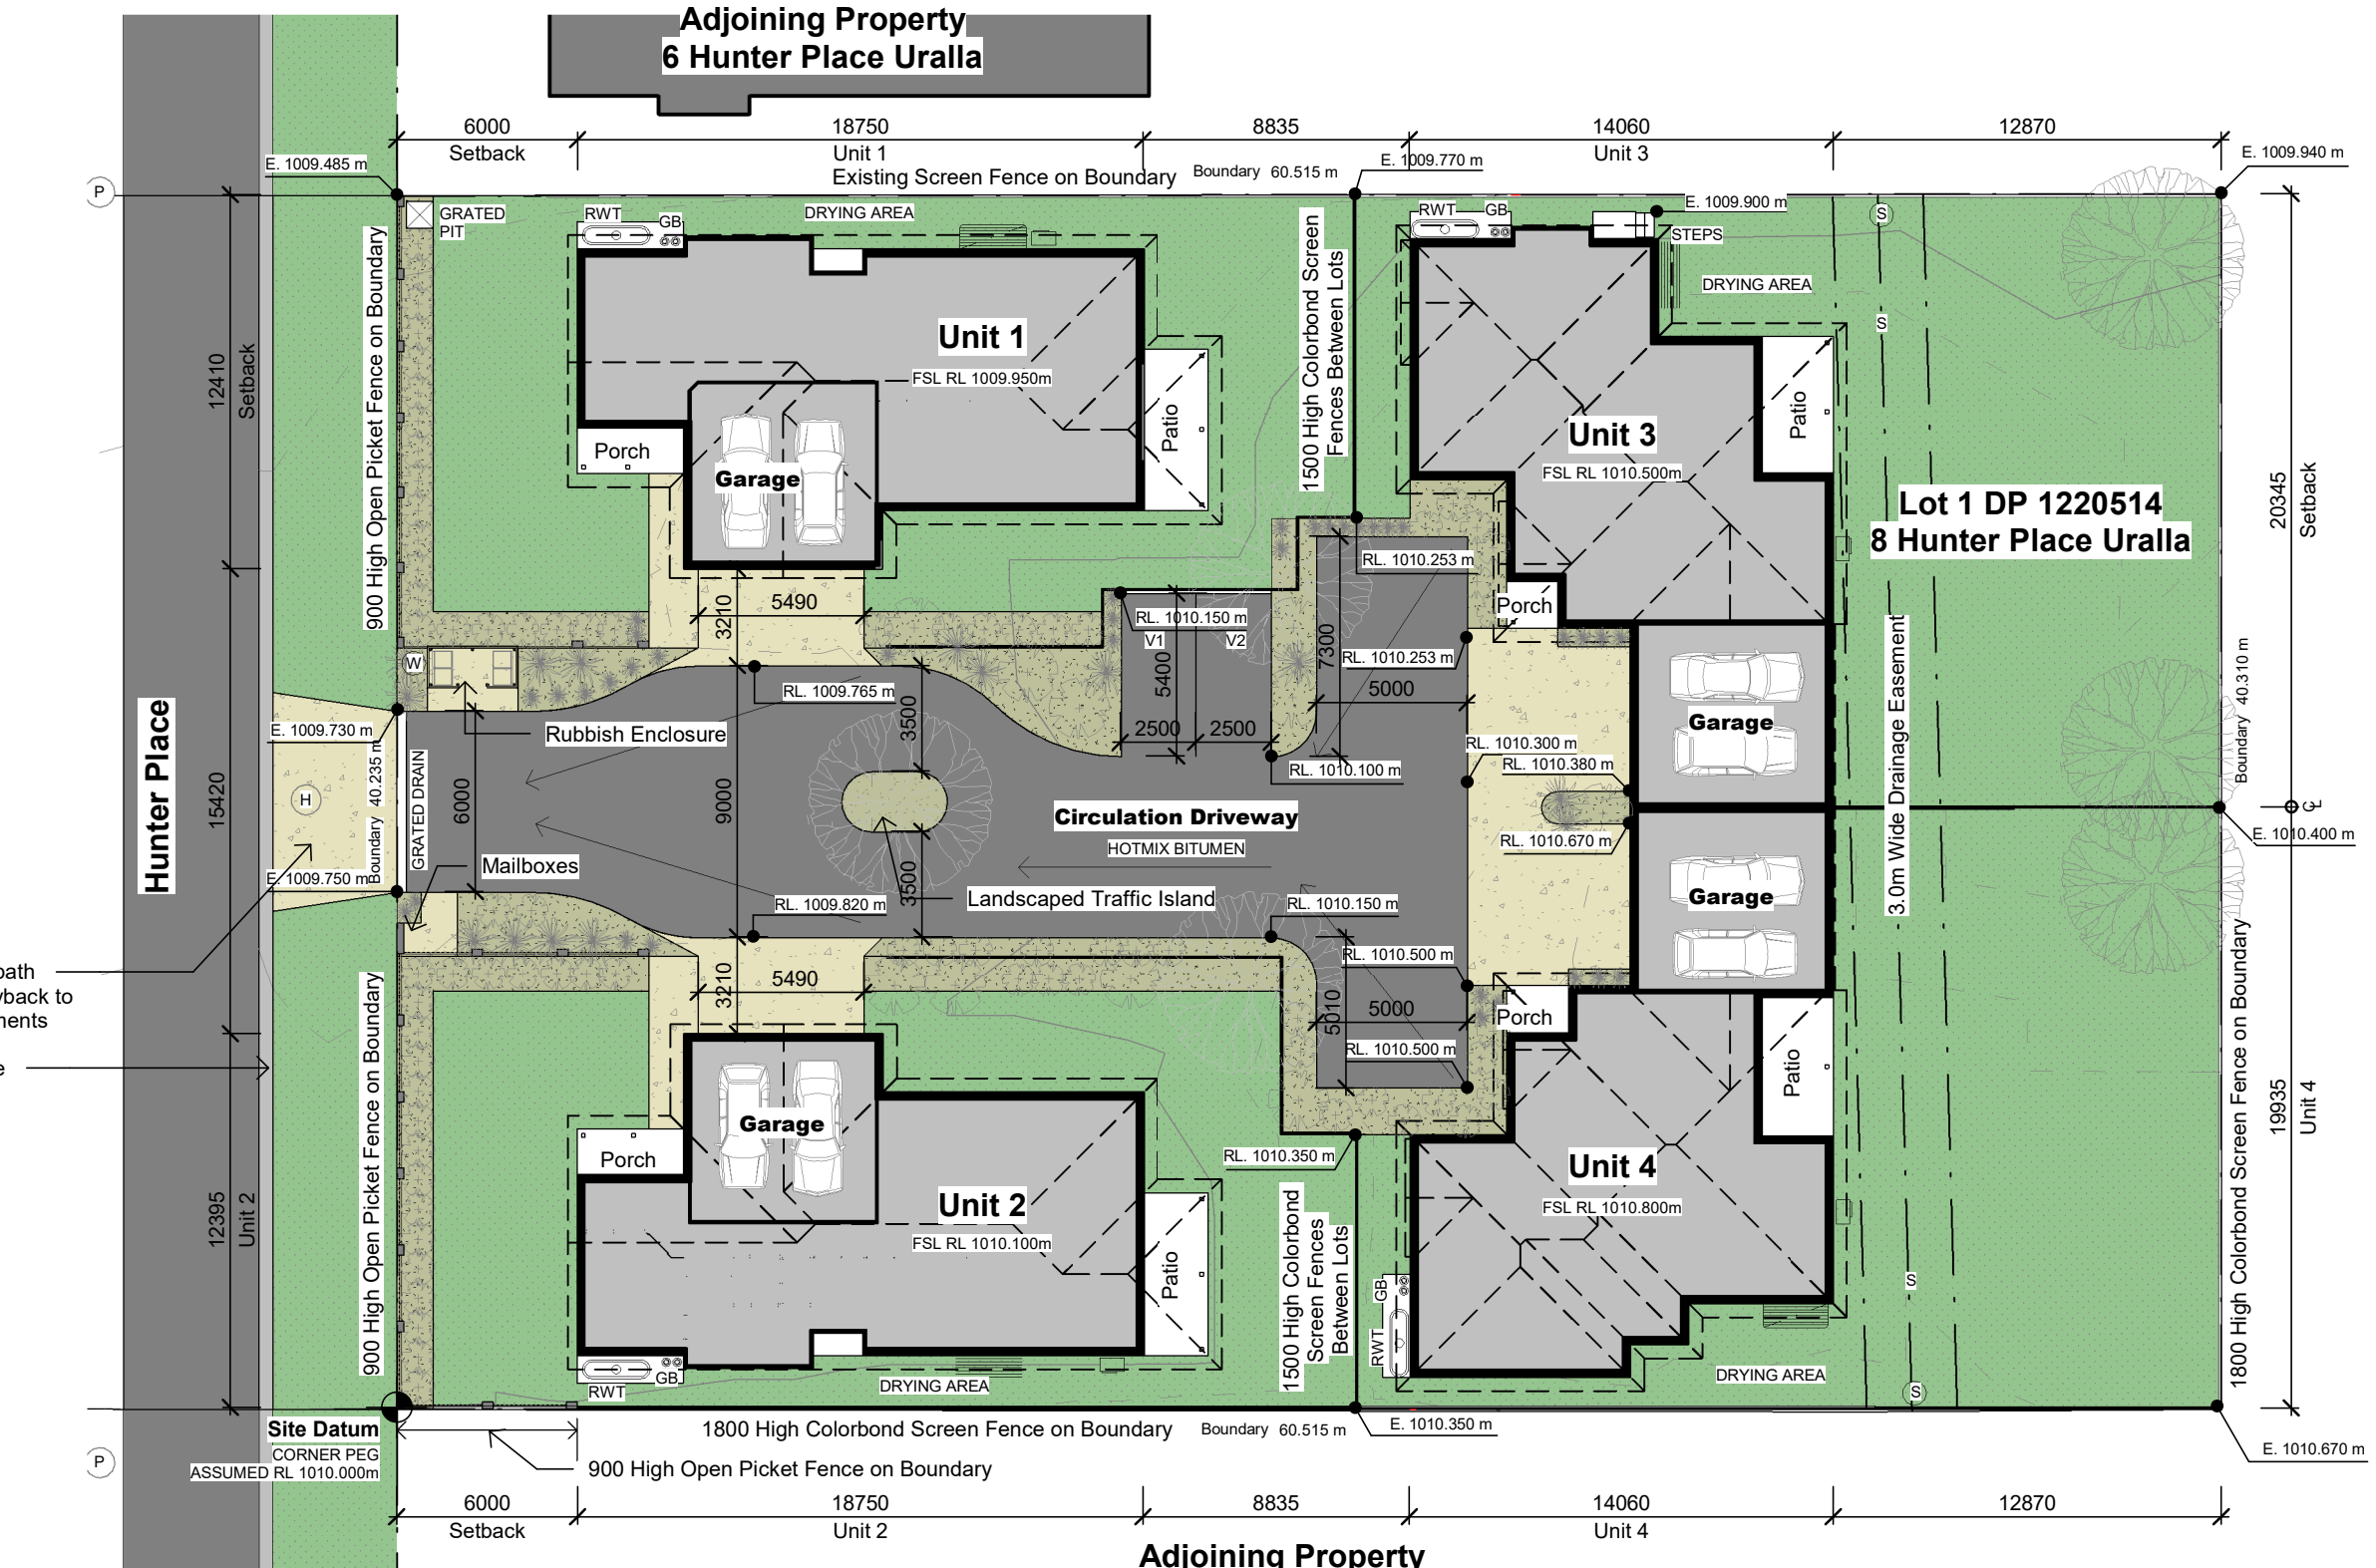 Adjoining Property
6 Hunter Place Uralla
6000
18750
8835
14060
12870
Setback
Unit 1
Unit 3
E. 1009.485 m
Existing Screen Fence on Boundary
Boundary 60.515 m
E. 1009.770 m
E. 1009.940 m
P
GRATED
PIT
RWT
GB
DRYING AREA
RWT
GB
E. 1009.900 m
STEPS
S
DRYING AREA
S
12410
Setback
900 High Open Picket Fence on Boundary
Unit 1
FSL RL 1009.950m
Porch
Garage
Patio
1500 High Colorbond Screen
Fences Between Lots
Unit 3
FSL RL 1010.500m
Patio
Lot 1 DP 1220514
8 Hunter Place Uralla
20345
Setback
RL. 1010.253 m
3210
5490
RL. 1010.150 m
V1
V2
Porch
W
RL. 1009.765 m
3500
5400
7300
RL. 1010.253 m
5000
2500
2500
Garage
3.0m Wide Drainage Easement
Boundary 40.310 m
Hunter Place
15420
E. 1009.730 m
Boundary 40.235 m
GRATED DRAIN
6000
Rubbish Enclosure
9000
RL. 1010.300 m
RL. 1010.380 m
RL. 1010.100 m
H
Circulation Driveway
HOTMIX BITUMEN
RL. 1010.670 m
CL
E. 1010.400 m
E. 1009.750 m
Mailboxes
3500
Landscaped Traffic Island
RL. 1009.820 m
RL. 1010.150 m
Garage
path
yback to
ments
e
3210
5490
RL. 1010.500 m
5010
5000
RL. 1010.500 m
Porch
Patio
900 High Open Picket Fence on Boundary
Porch
Garage
RL. 1010.350 m
12395
Unit 2
Unit 2
FSL RL 1010.100m
Patio
1500 High Colorbond
Screen Fences
Between Lots
Unit 4
FSL RL 1010.800m
19935
Unit 4
1800 High Colorbond Screen Fence on Boundary
S
GB
RWT
RWT
GB
DRYING AREA
DRYING AREA
S
Site Datum
CORNER PEG
ASSUMED RL 1010.000m
1800 High Colorbond Screen Fence on Boundary
Boundary 60.515 m
E. 1010.350 m
E. 1010.670 m
P
900 High Open Picket Fence on Boundary
6000
18750
8835
14060
12870
Setback
Unit 2
Unit 4
Adjoining Property